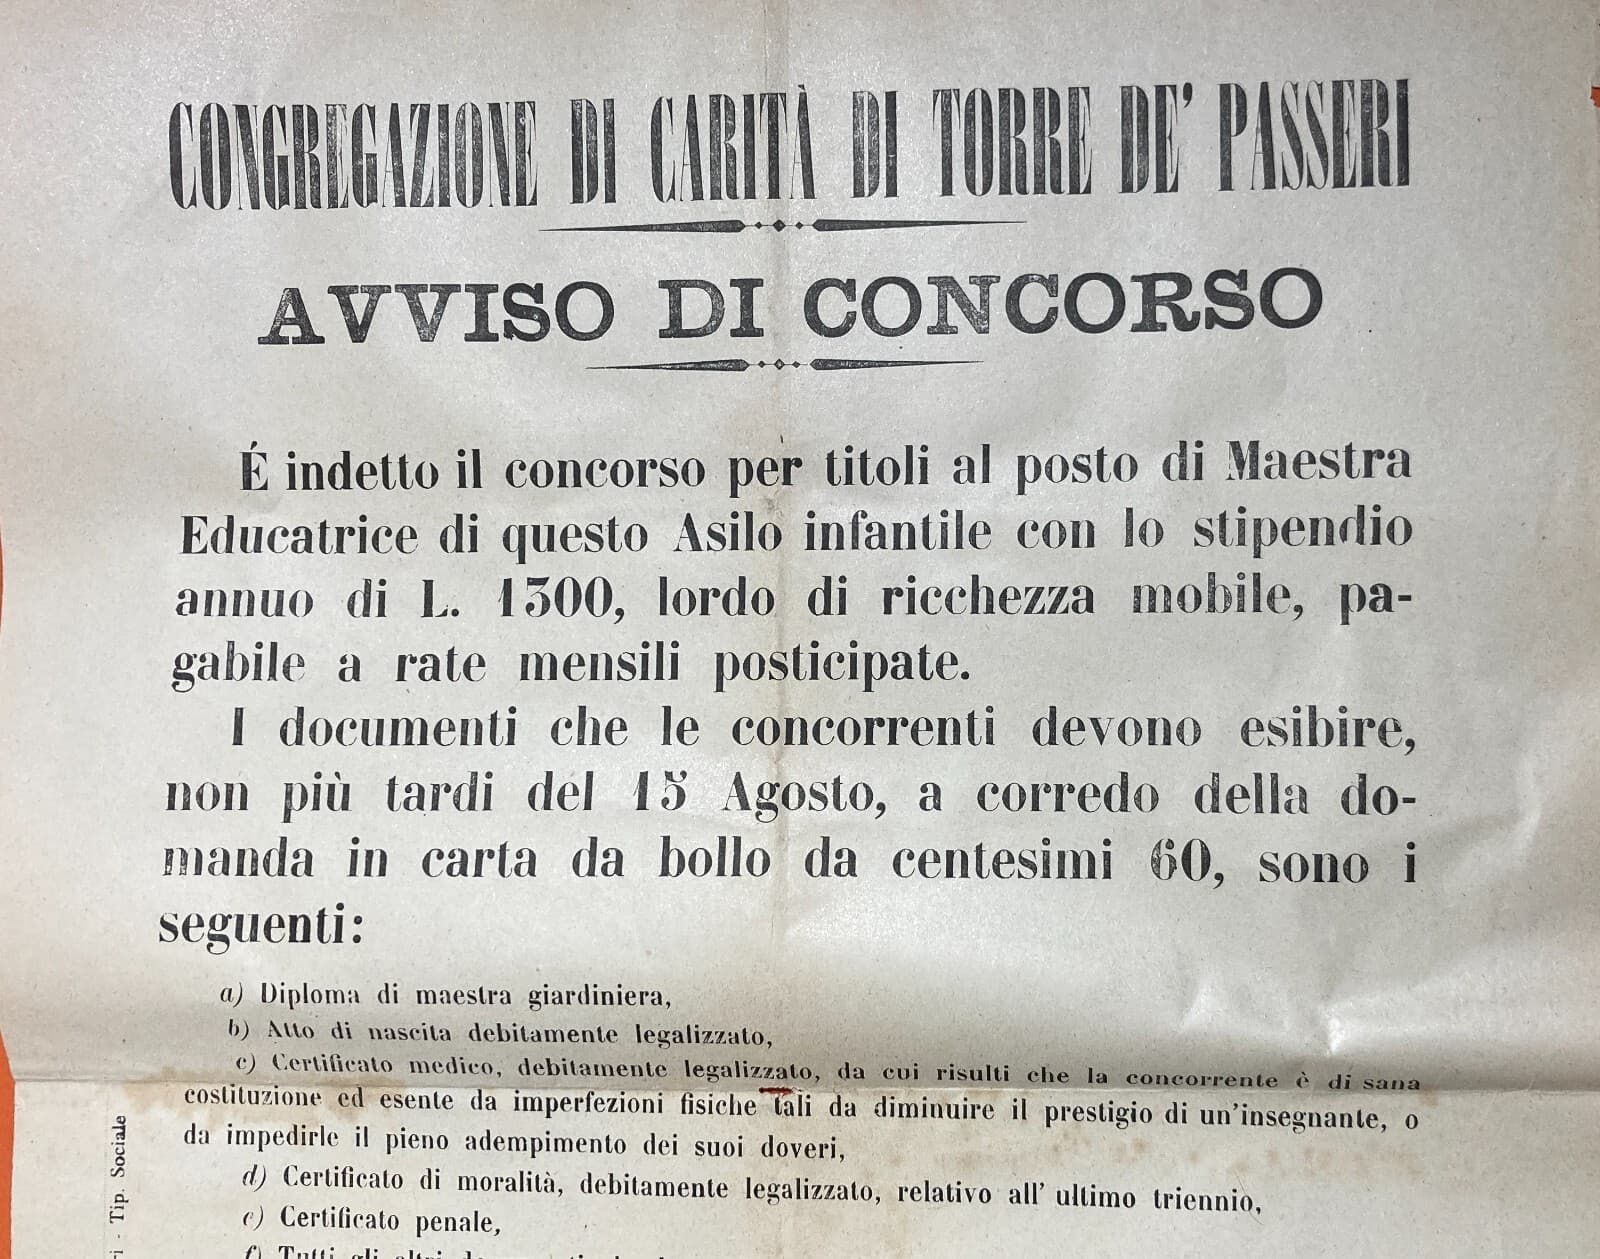 CONGREGAZIONE DI CARITÀ DI TORRE DE' PASSERI
AVVISO DI CONCORSO
É indetto il concorso per titoli al posto di Maestra
Educatrice di questo Asilo infantile con lo stipendio
annuo di L. 1300, lordo di ricchezza mobile, pa-
gabile a rate mensili posticipate.
I documenti che le concorrenti devono esibire,
non più tardi del 15 Agosto, a corredo della do-
manda in carta da bollo da centesimi 60, sono i
seguenti:
a) Diploma di maestra giardiniera,
b) Atto di nascita debitamente legalizzato,
c) Certificato medico, debitamente legalizzato, da cui risulti che la concorrente è di sana
costituzione ed esente da imperfezioni fisiche tali da diminuire il prestigio di un'insegnante, o
da impedirle il pieno adempimento dei suoi doveri,
d) Certificato di moralità, debitamente legalizzato, relativo all' ultimo triennio,
e) Certificato penale,
f) Tutti gli altri
- Tip. Sociale